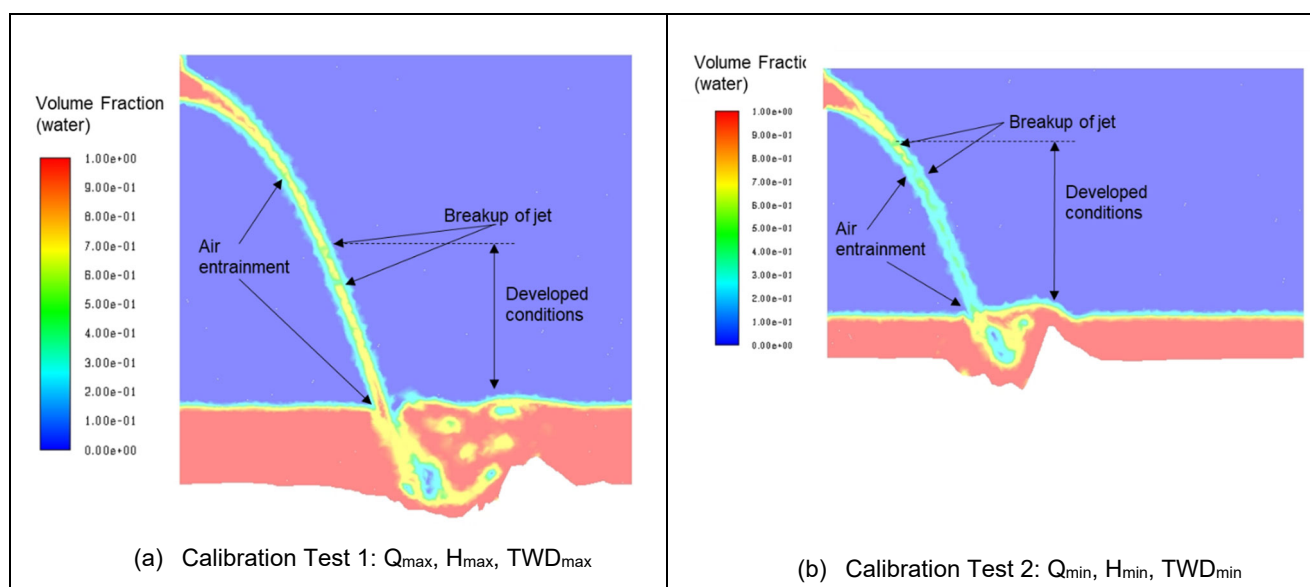 Volume Fraction
(water)
1.00e+00
9.00e-01
8.00e-01
7.00e-01
6.00e-01
5.00e-01
4.00e-01
3.00e-01
2.00e-01
1.00e-01
0.00e+00
Air
entrainment
Breakup of jet
Developed
conditions
(a) Calibration Test 1: Qmax, Hmax, TWDmax
Volume Fractic
(water)
1.00e+00
9.00e-01
8.00e-01
7.00e-01
6.00e-01
5.00e-01
4.00e-01
3.00e-01
2.00e-01
1.00e-01
0.00e+00
Breakup of jet
Air
entrainment
Developed
conditions
(b) Calibration Test 2: Qmin, Hmin, TWDmin